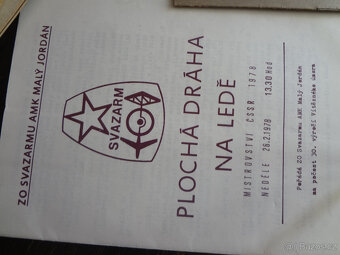 ZO SVAZARMU AMK MALÝ JORDÁN
SVAZARM
PLOCHÁ DRÁHA
NA LEDĚ
MISTROVSTVÍ ČSSR 1978
NEDĚLE 26.2.1978 13,30 Hod
Pořádá ZO Svazarmu AMK Malý Jordán
na počest 30. výročí Vítězného února